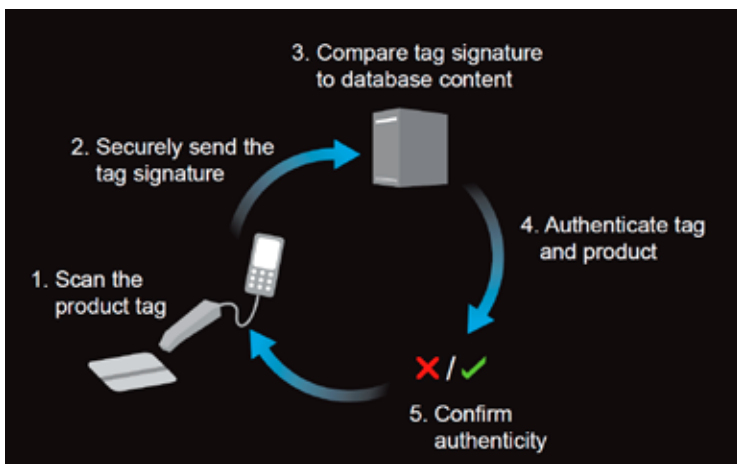 3. Compare tag signature
to database content
2. Securely send the
tag signature
4. Authenticate tag
and product
1. Scan the
product tag
5. Confirm
authenticity